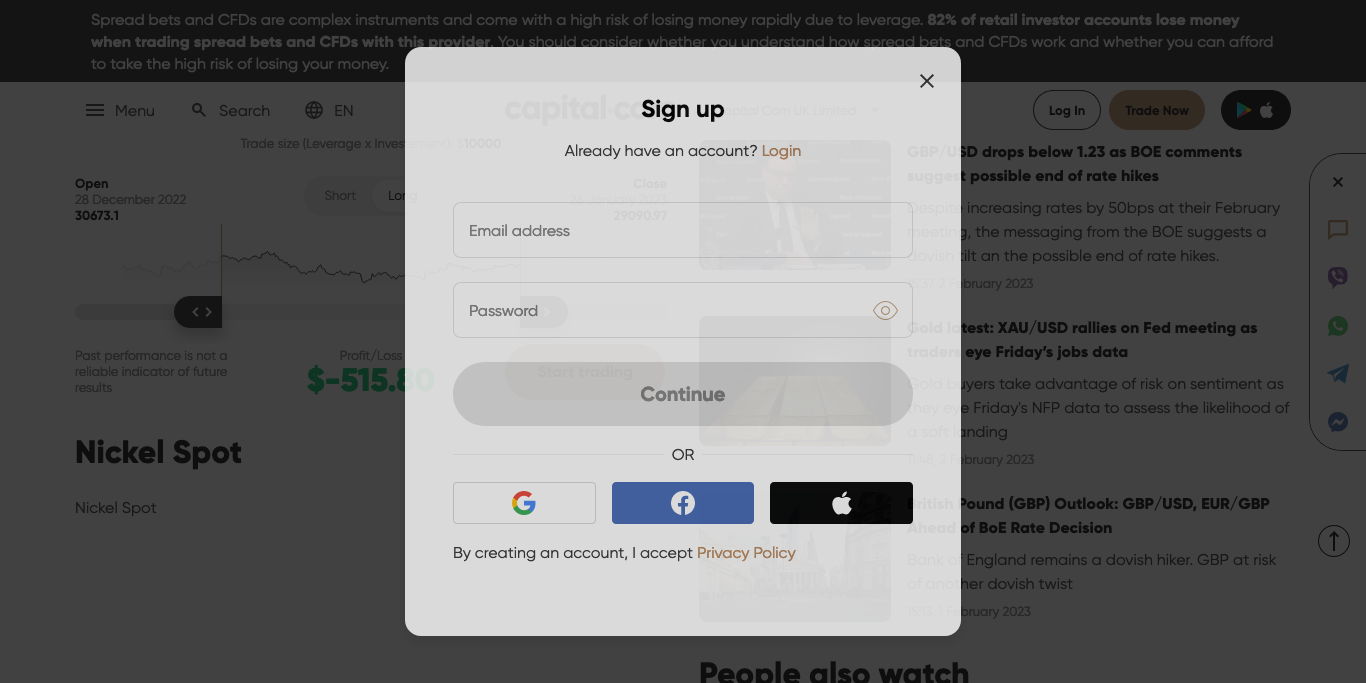 Spread bets and CFDs are complex instruments and come with a high risk of losing money rapidly due to leverage. 82% of retail investor accounts lose money
when trading spread bets and CFDs with this provider. You should consider whether you understand how spread bets and CFDs work and whether you can afford
to take the high risk of losing your money.
Menu
Search
EN
capital.co
Capital Com UK Limited
Log In
Trade Now
Sign up
Already have an account? Login
Email address
Password
Continue
OR
By creating an account, I accept Privacy Policy
Trade size (Leverage x Investement): 10000
Open
28 December 2022
30673.1
Short
Long
Close
29090.97
Past performance is not a
reliable indicator of future
results
Profit/Loss
$-515.80
Start trading
Nickel Spot
Nickel Spot
GBP/USD drops below 1.23 as BOE comments
suggest possible end of rate hikes
Despite increasing rates by 50bps at their February
meeting, the messaging from the BOE suggests a
dovish tilt an the possible end of rate hikes.
2 February 2023
Gold latest: XAU/USD rallies on Fed meeting as
traders eye Friday’s jobs data
Gold buyers take advantage of risk on sentiment as
they eye Friday's NFP data to assess the likelihood of
a soft landing
11:48, 2 February 2023
British Pound (GBP) Outlook: GBP/USD, EUR/GBP
Ahead of BoE Rate Decision
Bank of England remains a dovish hiker. GBP at risk
of another dovish twist
February 2023
People also watch